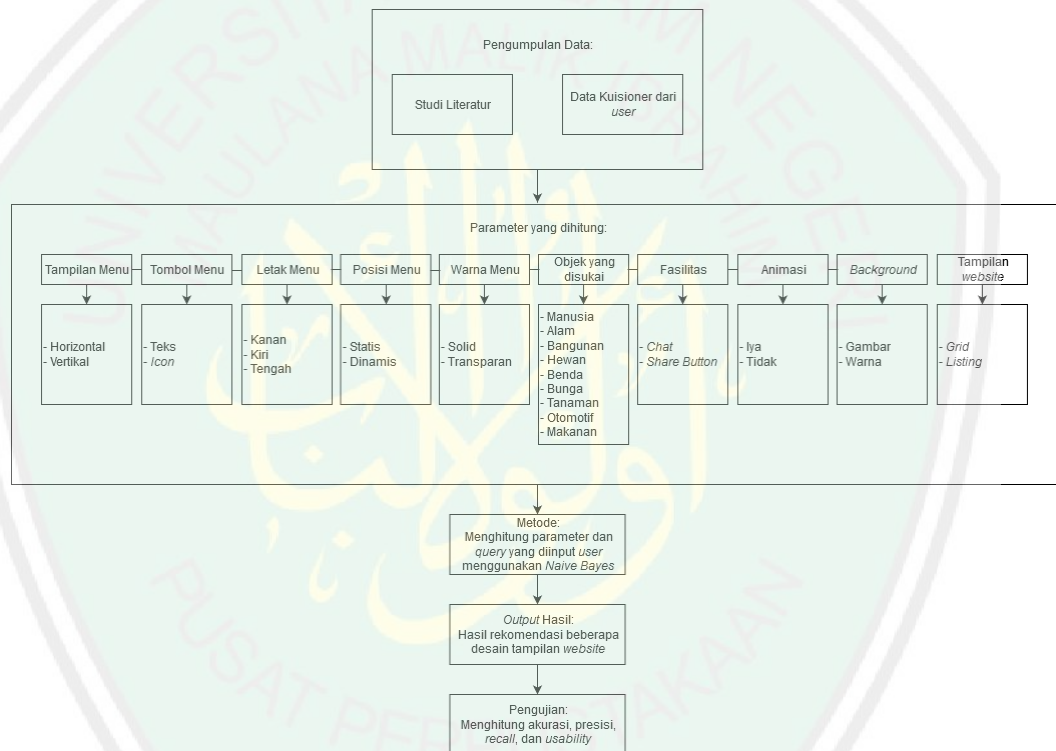 Pengumpulan Data:
Studi Literatur
Data Kuisioner dari
user
Parameter yang dihitung:
Tampilan Menu
Tombol Menu
Letak Menu
Posisi Menu
Warna Menu
Objek yang
disukai
Fasilitas
Animasi
Background
Tampilan
website
- Horizontal
- Vertikal
- Teks
- Icon
- Kanan
- Kiri
- Tengah
- Statis
- Dinamis
- Solid
- Transparan
- Manusia
- Alam
- Bangunan
- Hewan
- Benda
- Bunga
- Tanaman
- Otomotif
- Makanan
- Chat
- Share Button
- Iya
- Tidak
- Gambar
- Warna
- Grid
- Listing
Metode:
Menghitung parameter dan
query yang diinput user
menggunakan Naive Bayes
Output Hasil:
Hasil rekomendasi beberapa
desain tampilan website
Pengujian:
Menghitung akurasi, presisi,
recall, dan usability
MAULANA MALIK IBRAHIM